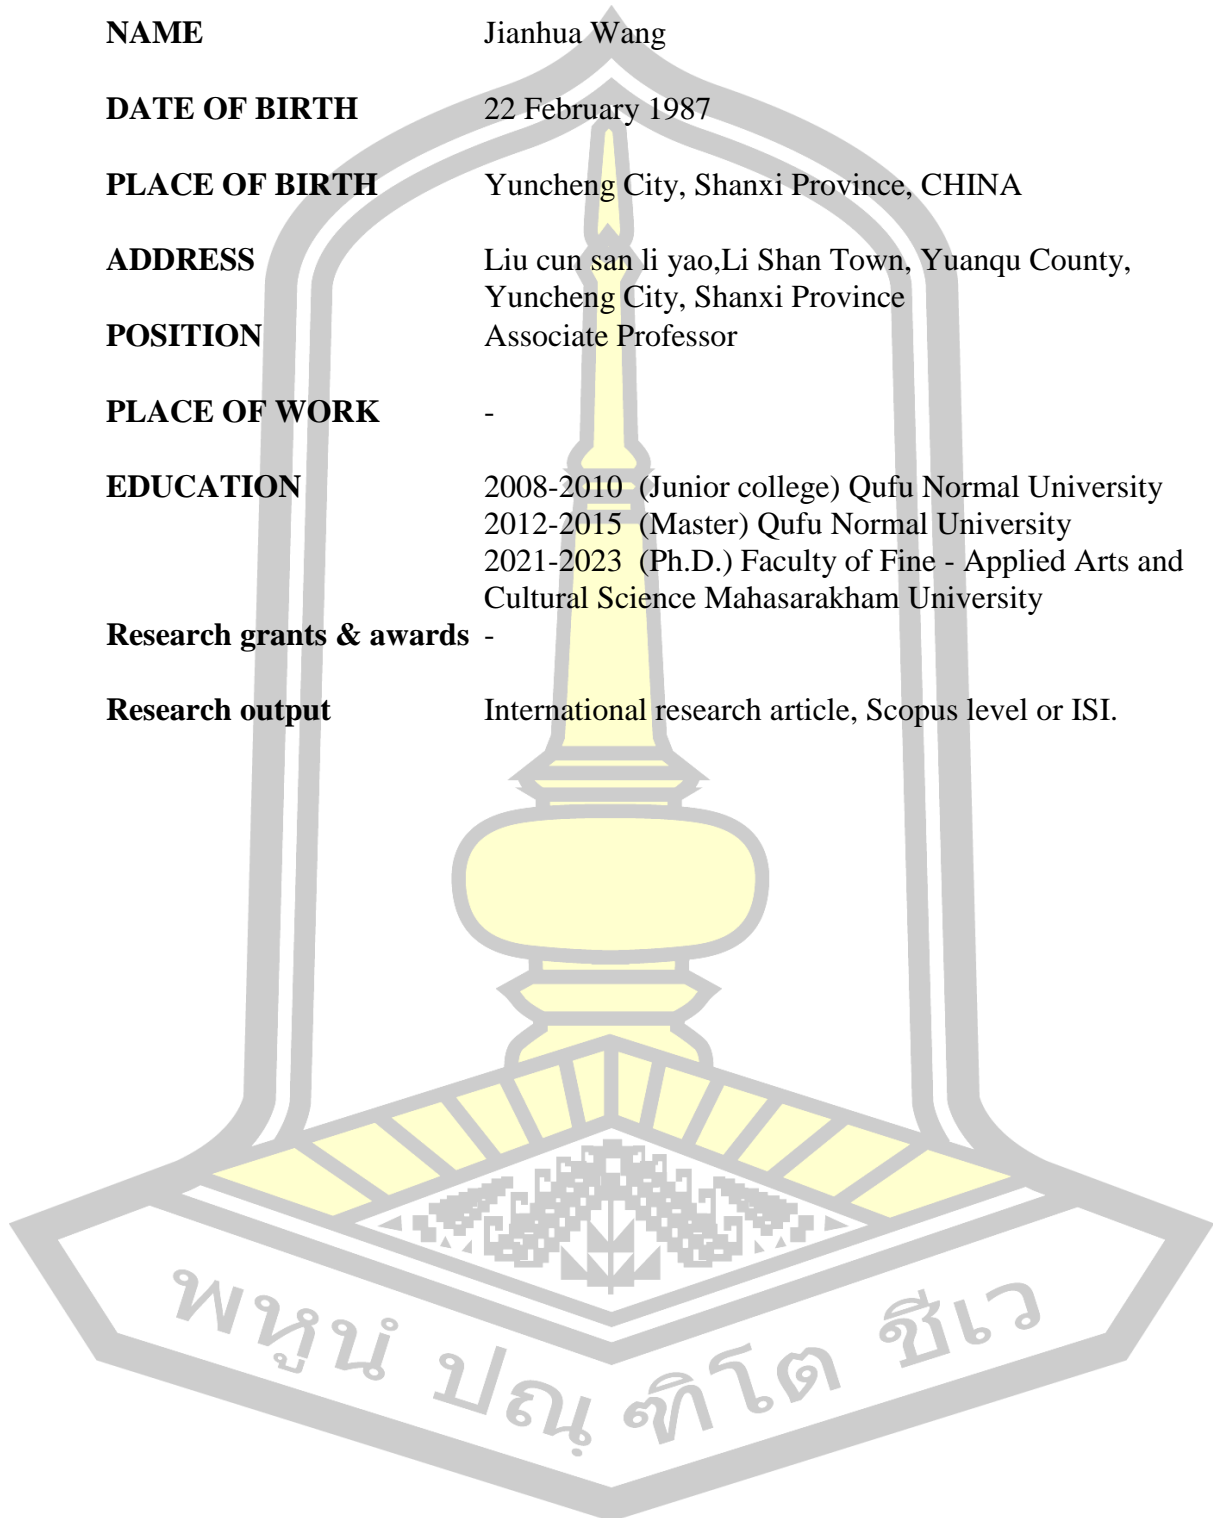 NAME Jianhua Wang
DATE OF BIRTH 22 February 1987
PLACE OF BIRTH Yuncheng City, Shanxi Province, CHINA
ADDRESS Liu cun san li yao,Li Shan Town, Yuanqu County,
Yuncheng City, Shanxi Province
POSITION Associate Professor
PLACE OF WORK -
EDUCATION 2008-2010 (Junior college) Qufu Normal University
2012-2015 (Master) Qufu Normal University
2021-2023 (Ph.D.) Faculty of Fine - Applied Arts and
Cultural Science Mahasarakham University
Research grants & awards -
Research output International research article, Scopus level or ISI.
พหูนํ ปณฺฑิโต ชีเว